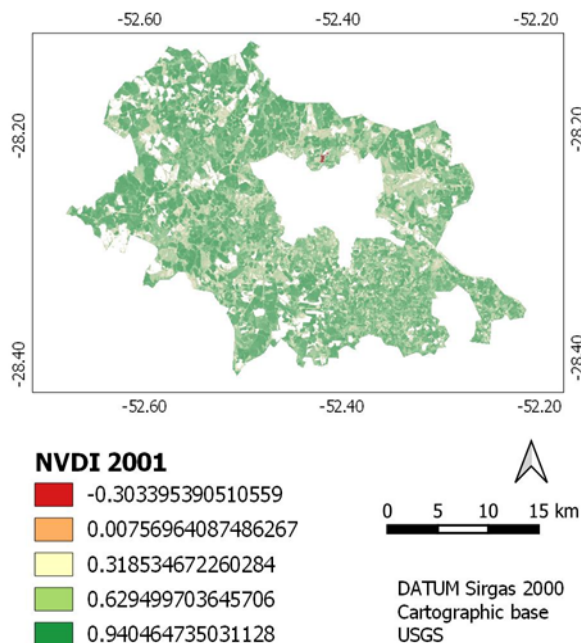 -52.60 -52.40 -52.20
-28.20 -28.20
-28.40 -28.40
-52.60 -52.40 -52.20
NVDI 2001
-0.303395390510559
0.00756964087486267
0.318534672260284
0.629499703645706
0.940464735031128
0 5 10 15 km
DATUM Sirgas 2000
Cartographic base
USGS